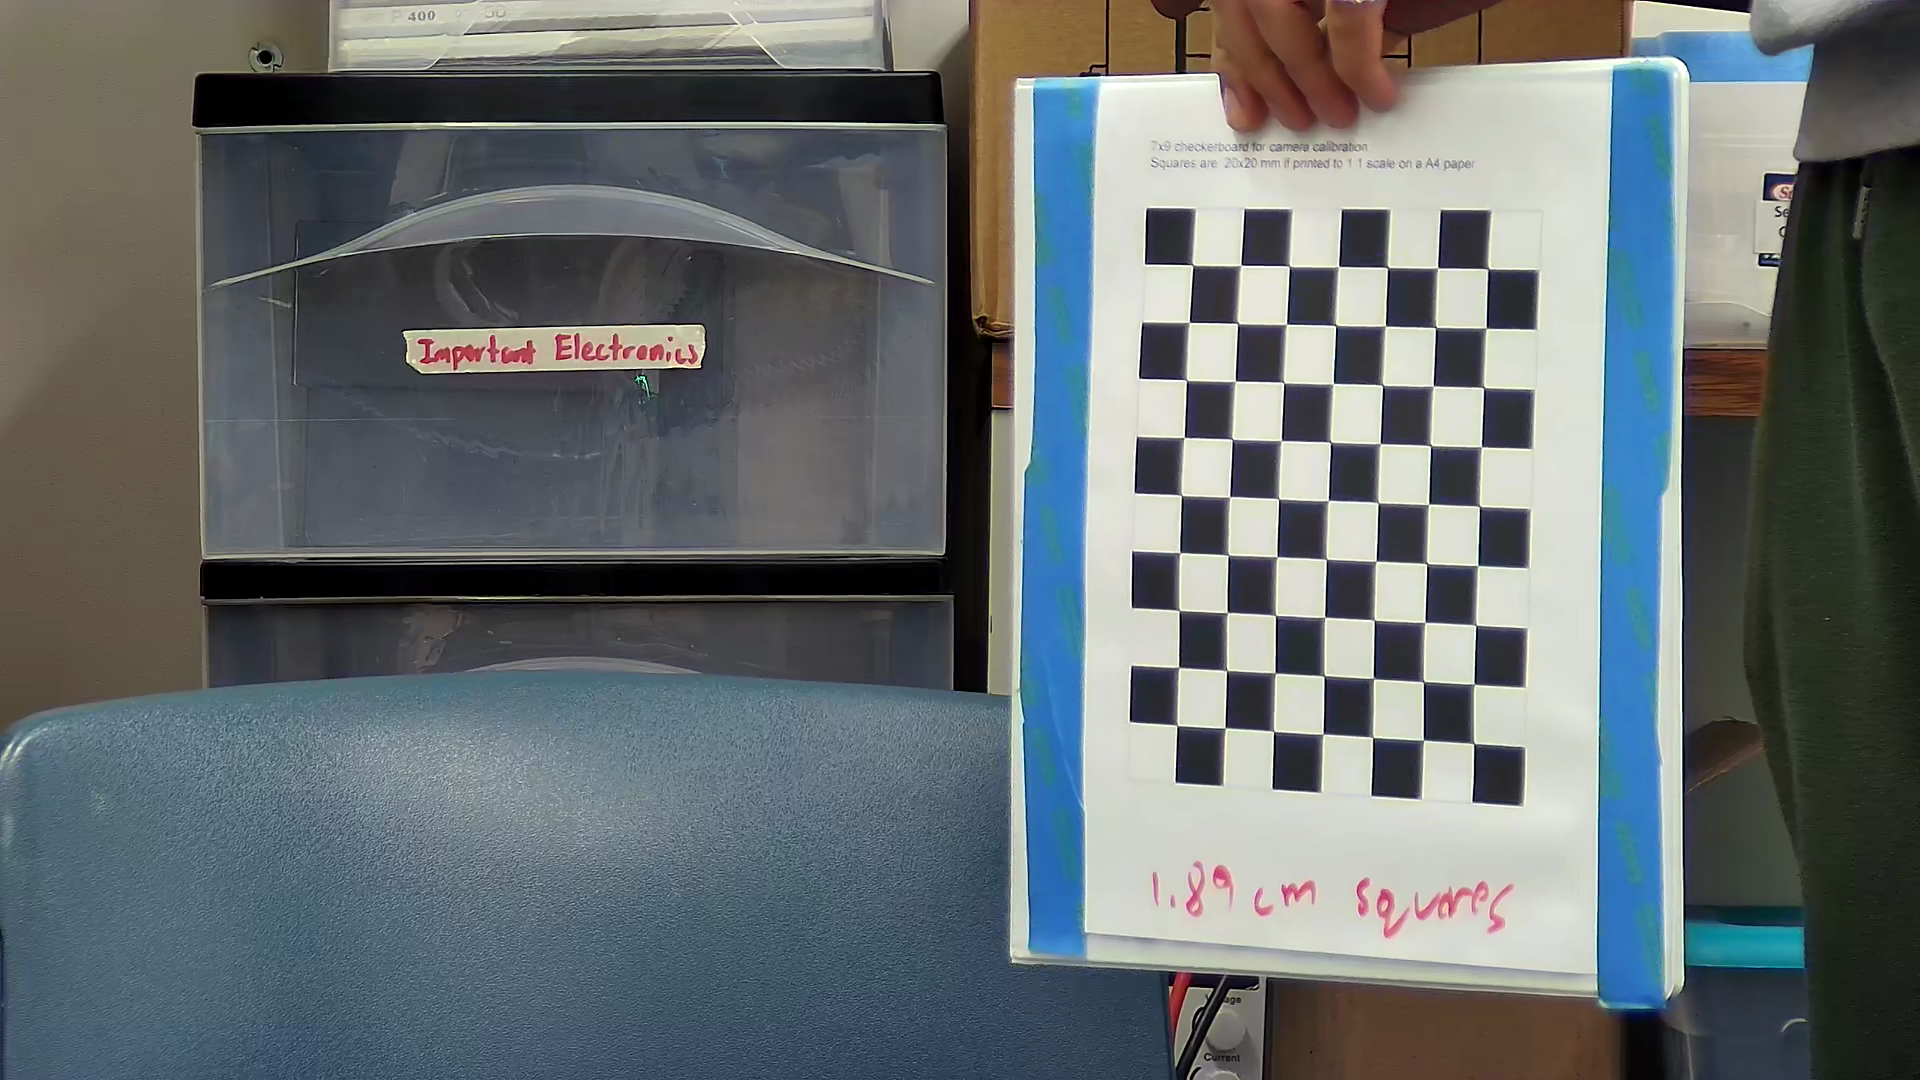 P 400
Important Electronics
7x9 checkerboard for camera calibration
Squares are 20x20 mm if printed to 1 1 scale on a A4 paper
Se
1.89 cm squares
Current